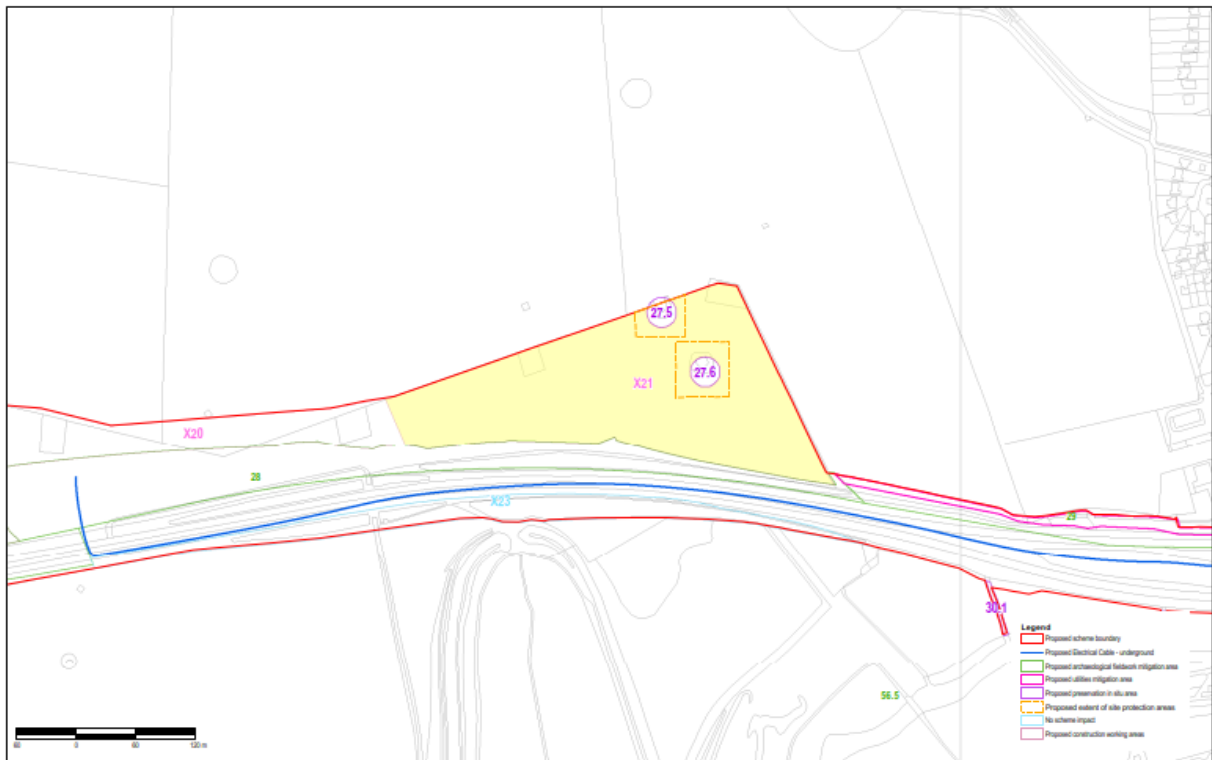 27.5
27.6
X21
X20
28
X23
29
30.1
56.5
Legend
Proposed scheme boundary
Proposed Electrical Cable - underground
Proposed archaeological fieldwork mitigation area
Proposed utilities mitigation area
Proposed preservation in situ area
Proposed extent of site protection areas
No scheme impact
Proposed construction working areas
60 0 60 120 m